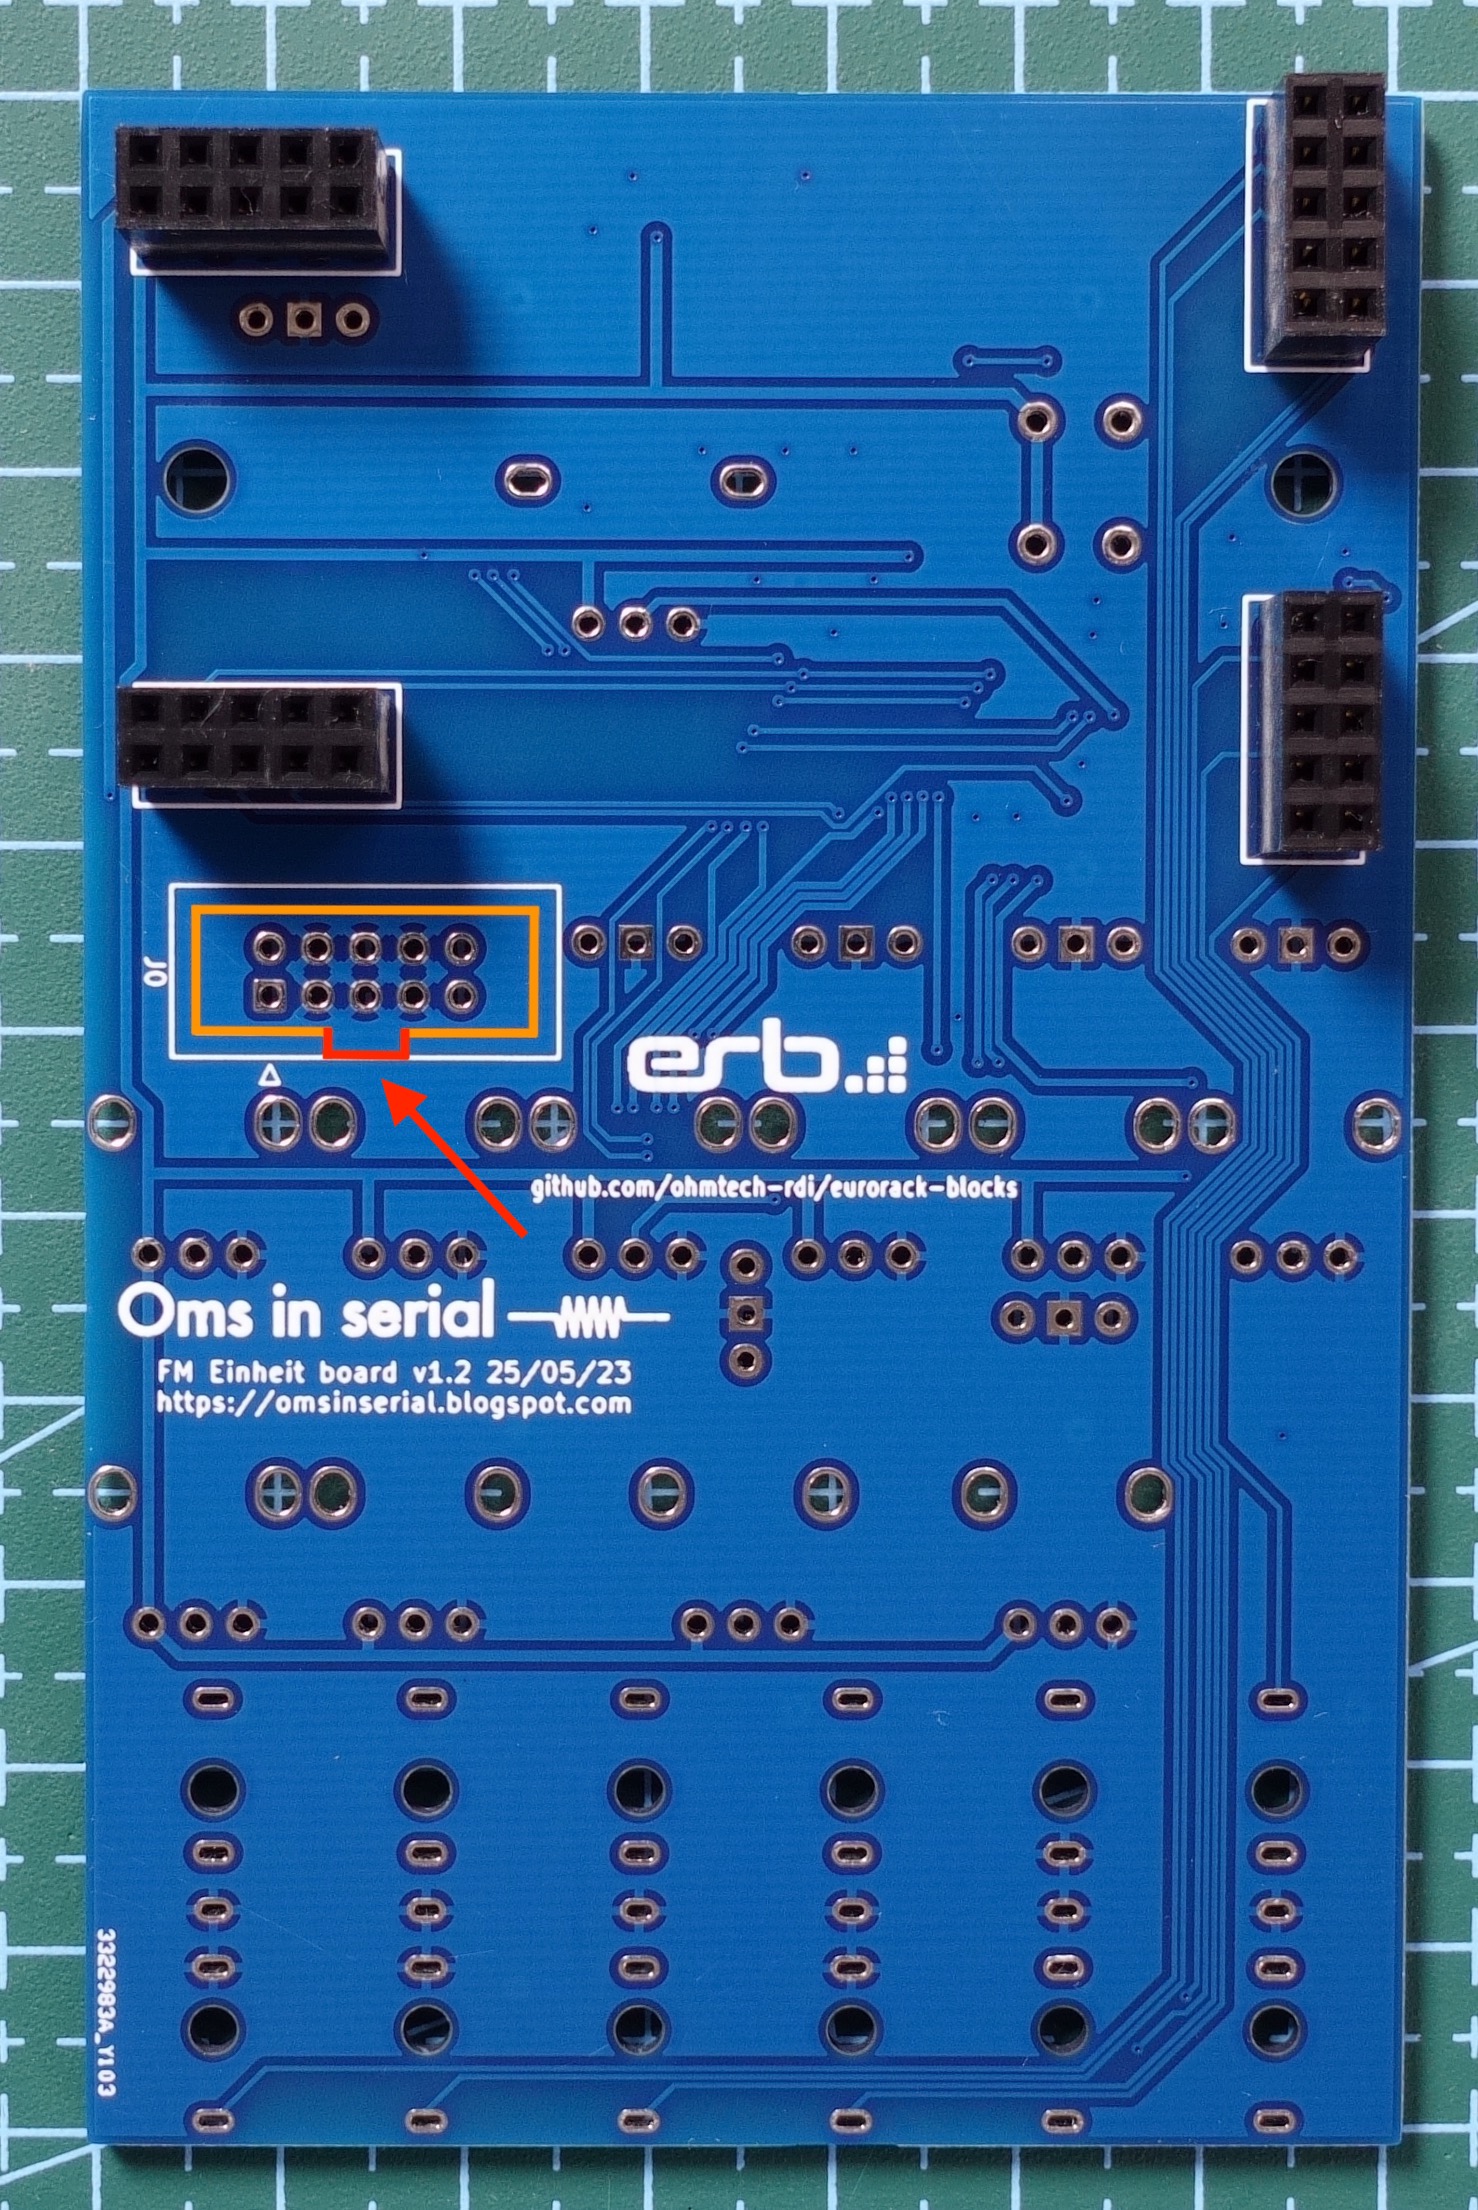 J0
erb
github.com/ohmtech-rdi/eurorack-blocks
Oms in serial
FM Einheit board v1.2 25/05/23
https://omsinserial.blogspot.com
3322983A_Y103